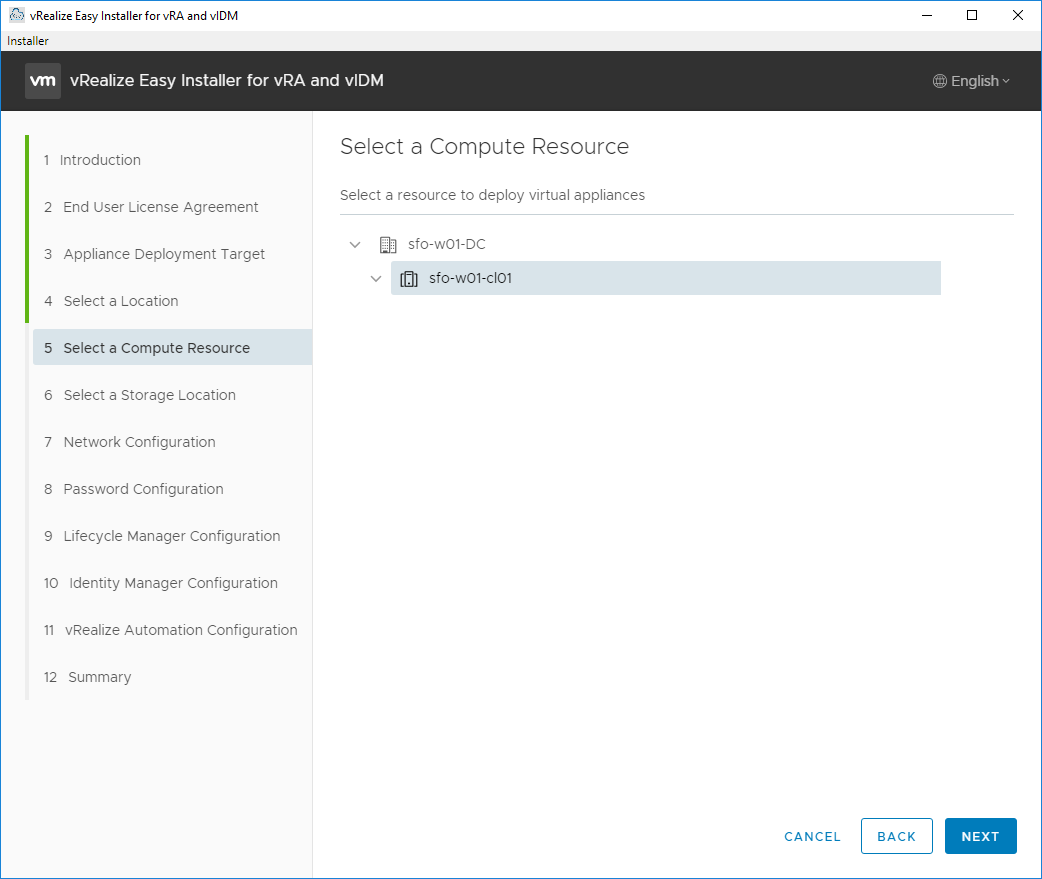 vRealize Easy Installer for vRA and vIDM
Installer
vm vRealize Easy Installer for vRA and vIDM
English
1 Introduction
2 End User License Agreement
3 Appliance Deployment Target
4 Select a Location
5 Select a Compute Resource
6 Select a Storage Location
7 Network Configuration
8 Password Configuration
9 Lifecycle Manager Configuration
10 Identity Manager Configuration
11 vRealize Automation Configuration
12 Summary
Select a Compute Resource
Select a resource to deploy virtual appliances
sfo-w01-DC
sfo-w01-cl01
CANCEL BACK NEXT